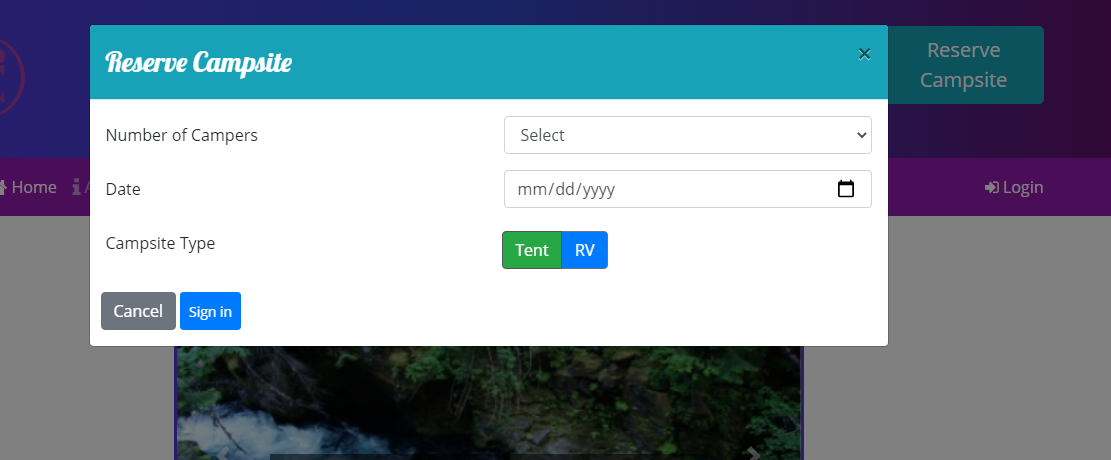 Reserve Campsite
×
Reserve
Campsite
Number of Campers
Select
Home
Login
Date
mm/dd/yyyy
Campsite Type
Tent
RV
Cancel
Sign in